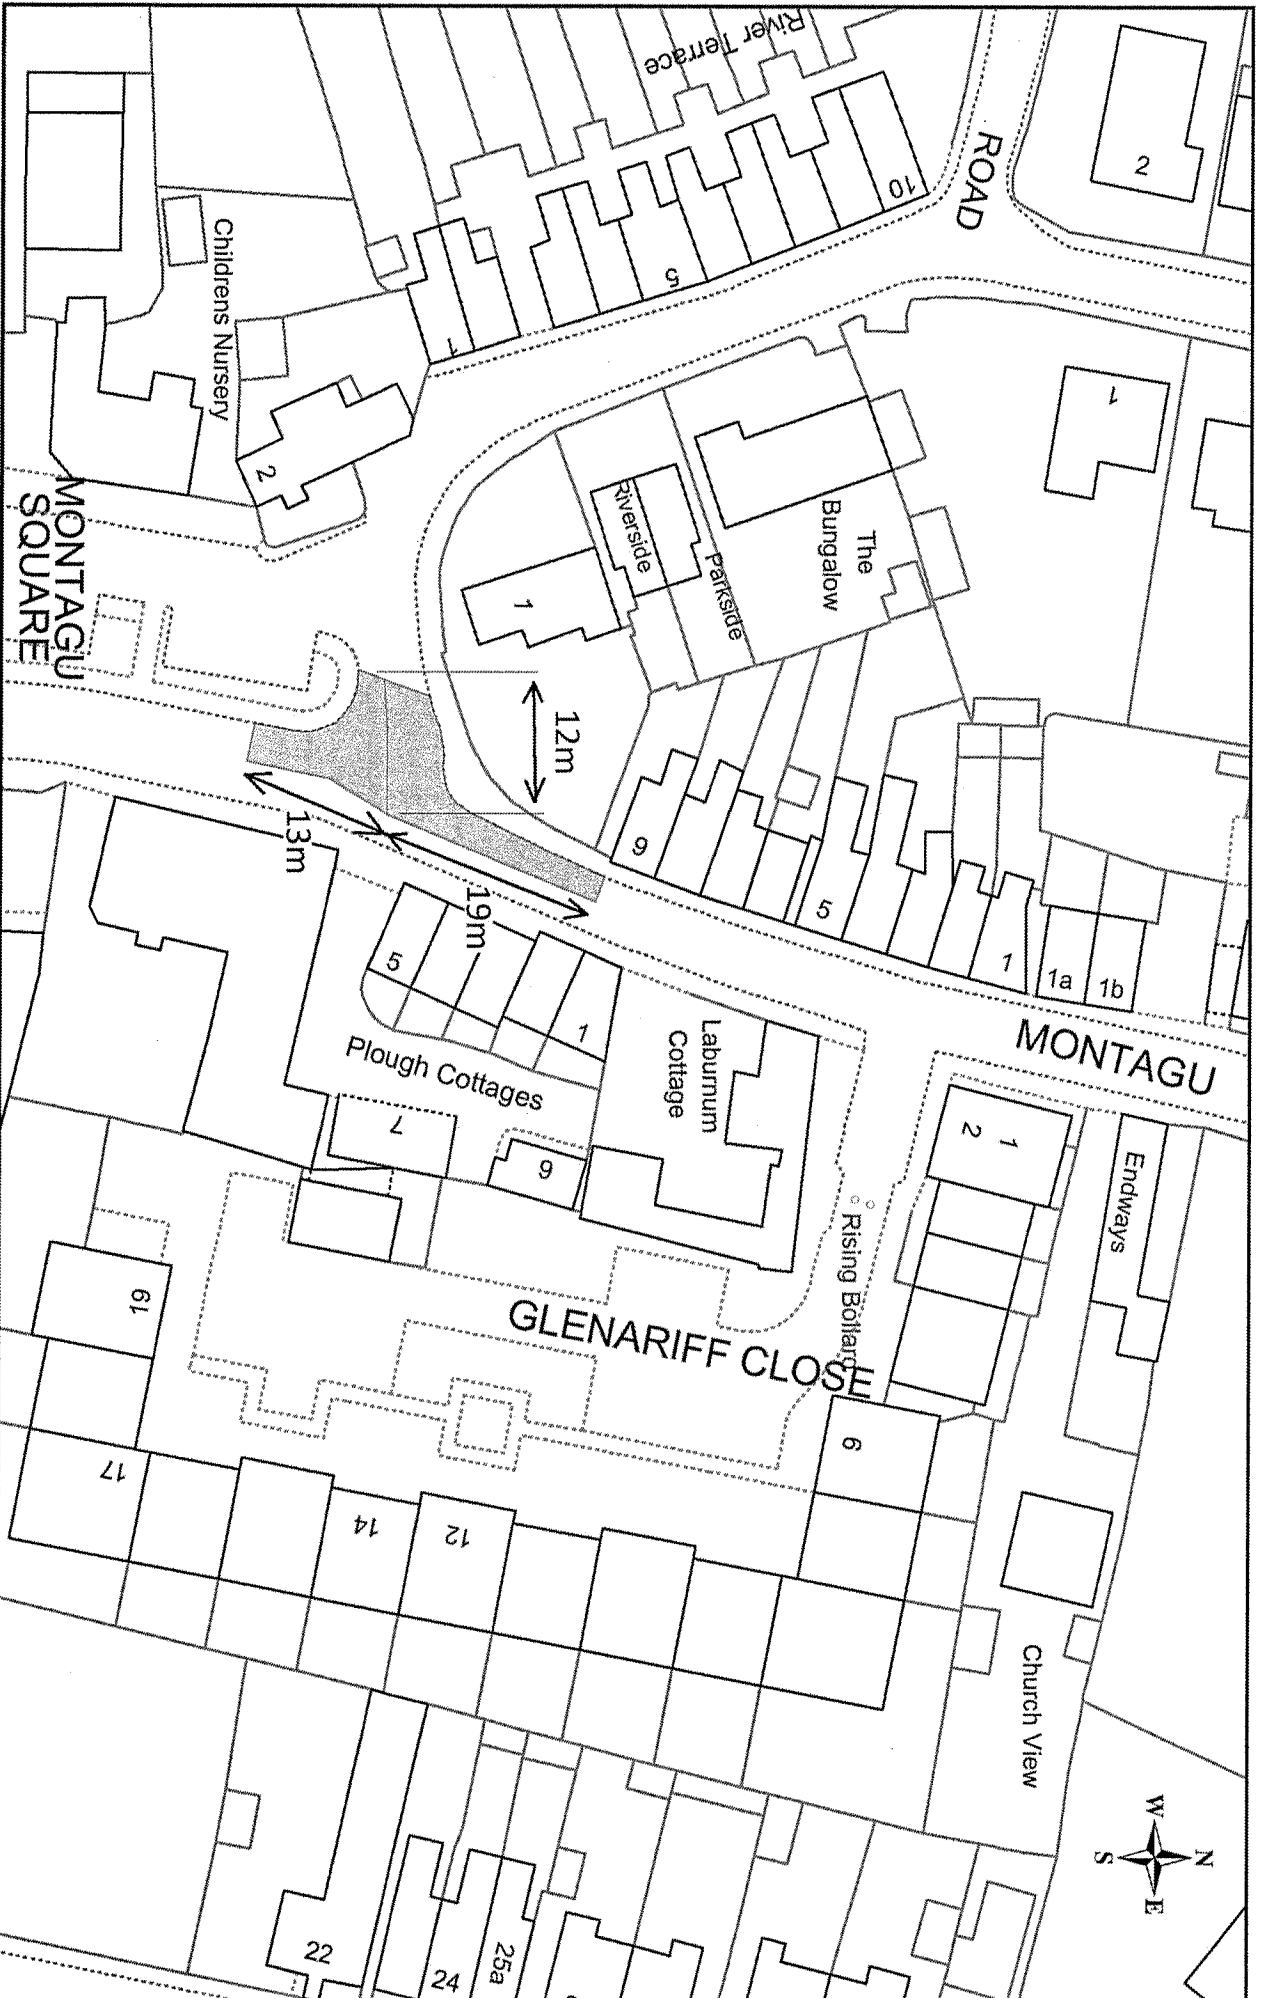 River Terrace
10
ROAD
2
5
1
Childrens Nursery
2
MONTAGU
SQUARE
1
The
Bungalow
Riverside
Parkside
1
12m
13m
19m
9
5
1
1a
1b
MONTAGU
5
1
Plough Cottages
Laburnum
Cottage
7
9
1
2
Endways
Rising Bollard
GLENARIFF CLOSE
6
19
17
14
12
Church View
N
W
E
S
22
24
25a